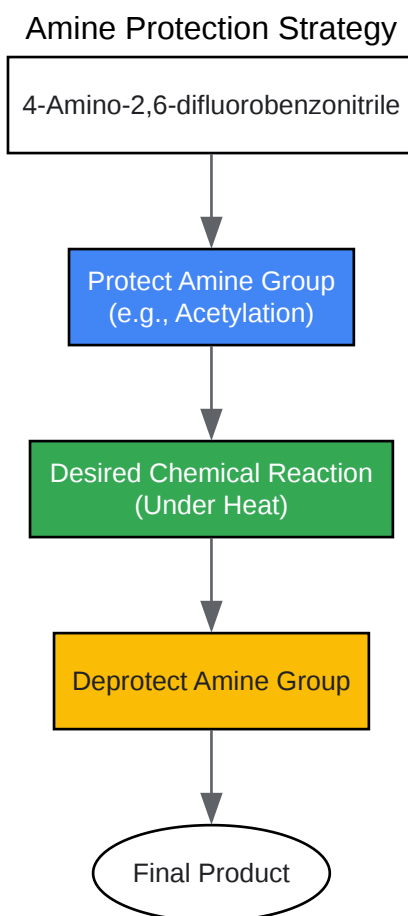 Amine Protection Strategy
4-Amino-2,6-difluorobenzonitrile
Protect Amine Group
(e.g., Acetylation)
Desired Chemical Reaction
(Under Heat)
Deprotect Amine Group
Final Product